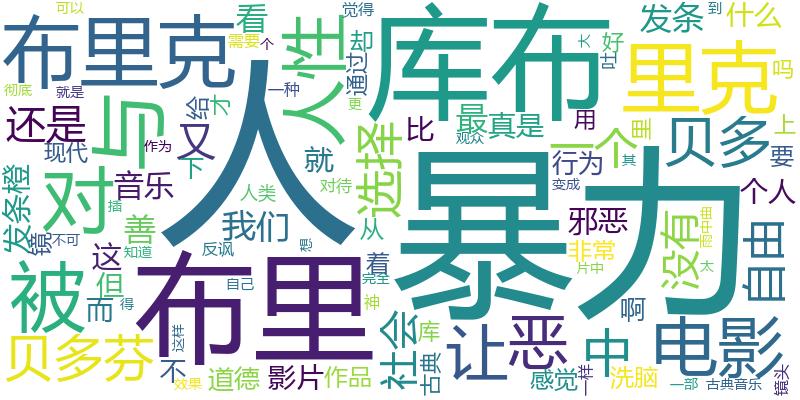 可以
觉得
到
布里克
看
人性
却
需要
个
库布
发条
什么
好
大
吐
里克
吗
彻底
就是
一种
通过
更
还是
与
给
才
人
又
作为
比
最
真是
观众
用
里
一个
贝多
上
要
现代
下
音乐
就
选择
行为
其
个人
发条橙
对
人类
对待
变成
暴力
镜
不可
插
善
我们
从
邪恶
没有
雨中曲
太
自由
这
知道
反讽
想
着
非常
片中
被
但
而
得
布里
自己
完全
神
啊
贝多芬
不
这样
社会
库
让
恶
中
电影
效果
道德
影片
作品
古典
感觉
一样
洗脑
一部
古典音乐
镜头